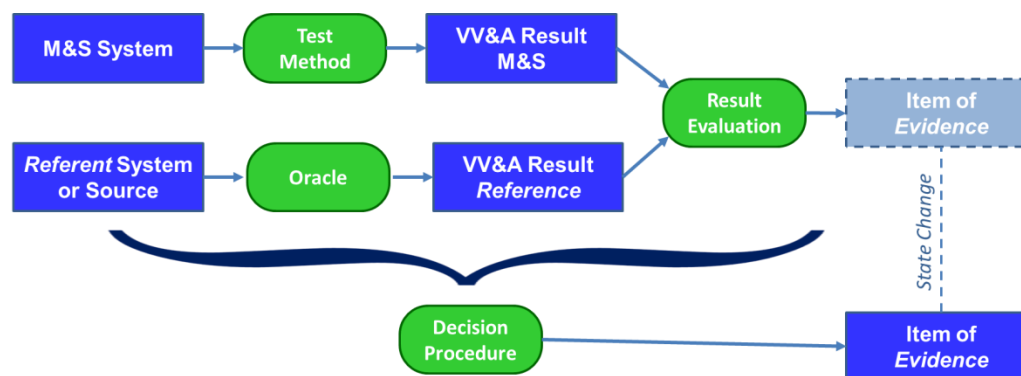 M&S System
Test
Method
VV&A Result
M&S
Result
Evaluation
Item of
Evidence
Referent System
or Source
Oracle
VV&A Result
Reference
State Change
Decision
Procedure
Item of
Evidence